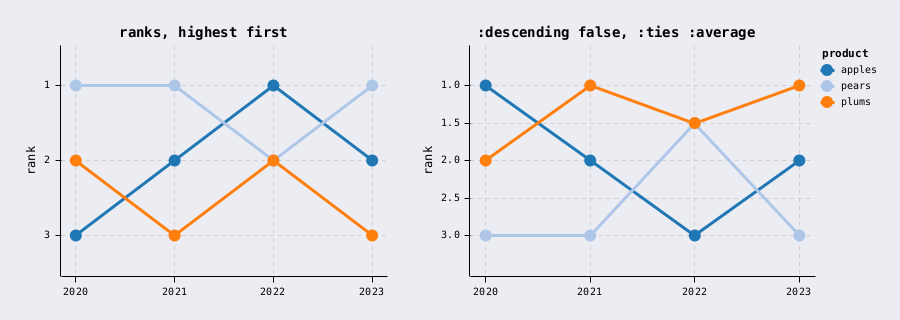 ranks, highest first
rank
1
2
3
2020 2021 2022 2023
:descending false, :ties :average
rank
1.0
1.5
2.0
2.5
3.0
2020 2021 2022 2023
product
apples
pears
plums